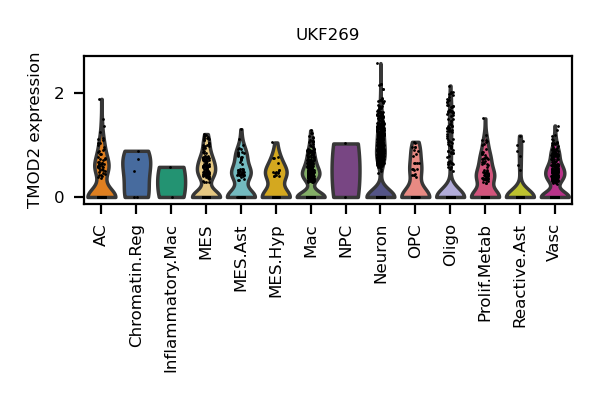 UKF269
TMOD2 expression
2
0
AC
Chromatin.Reg
Inflammatory.Mac
MES
MES.Ast
MES.Hyp
Mac
NPC
Neuron
OPC
Oligo
Prolif.Metab
Reactive.Ast
Vasc